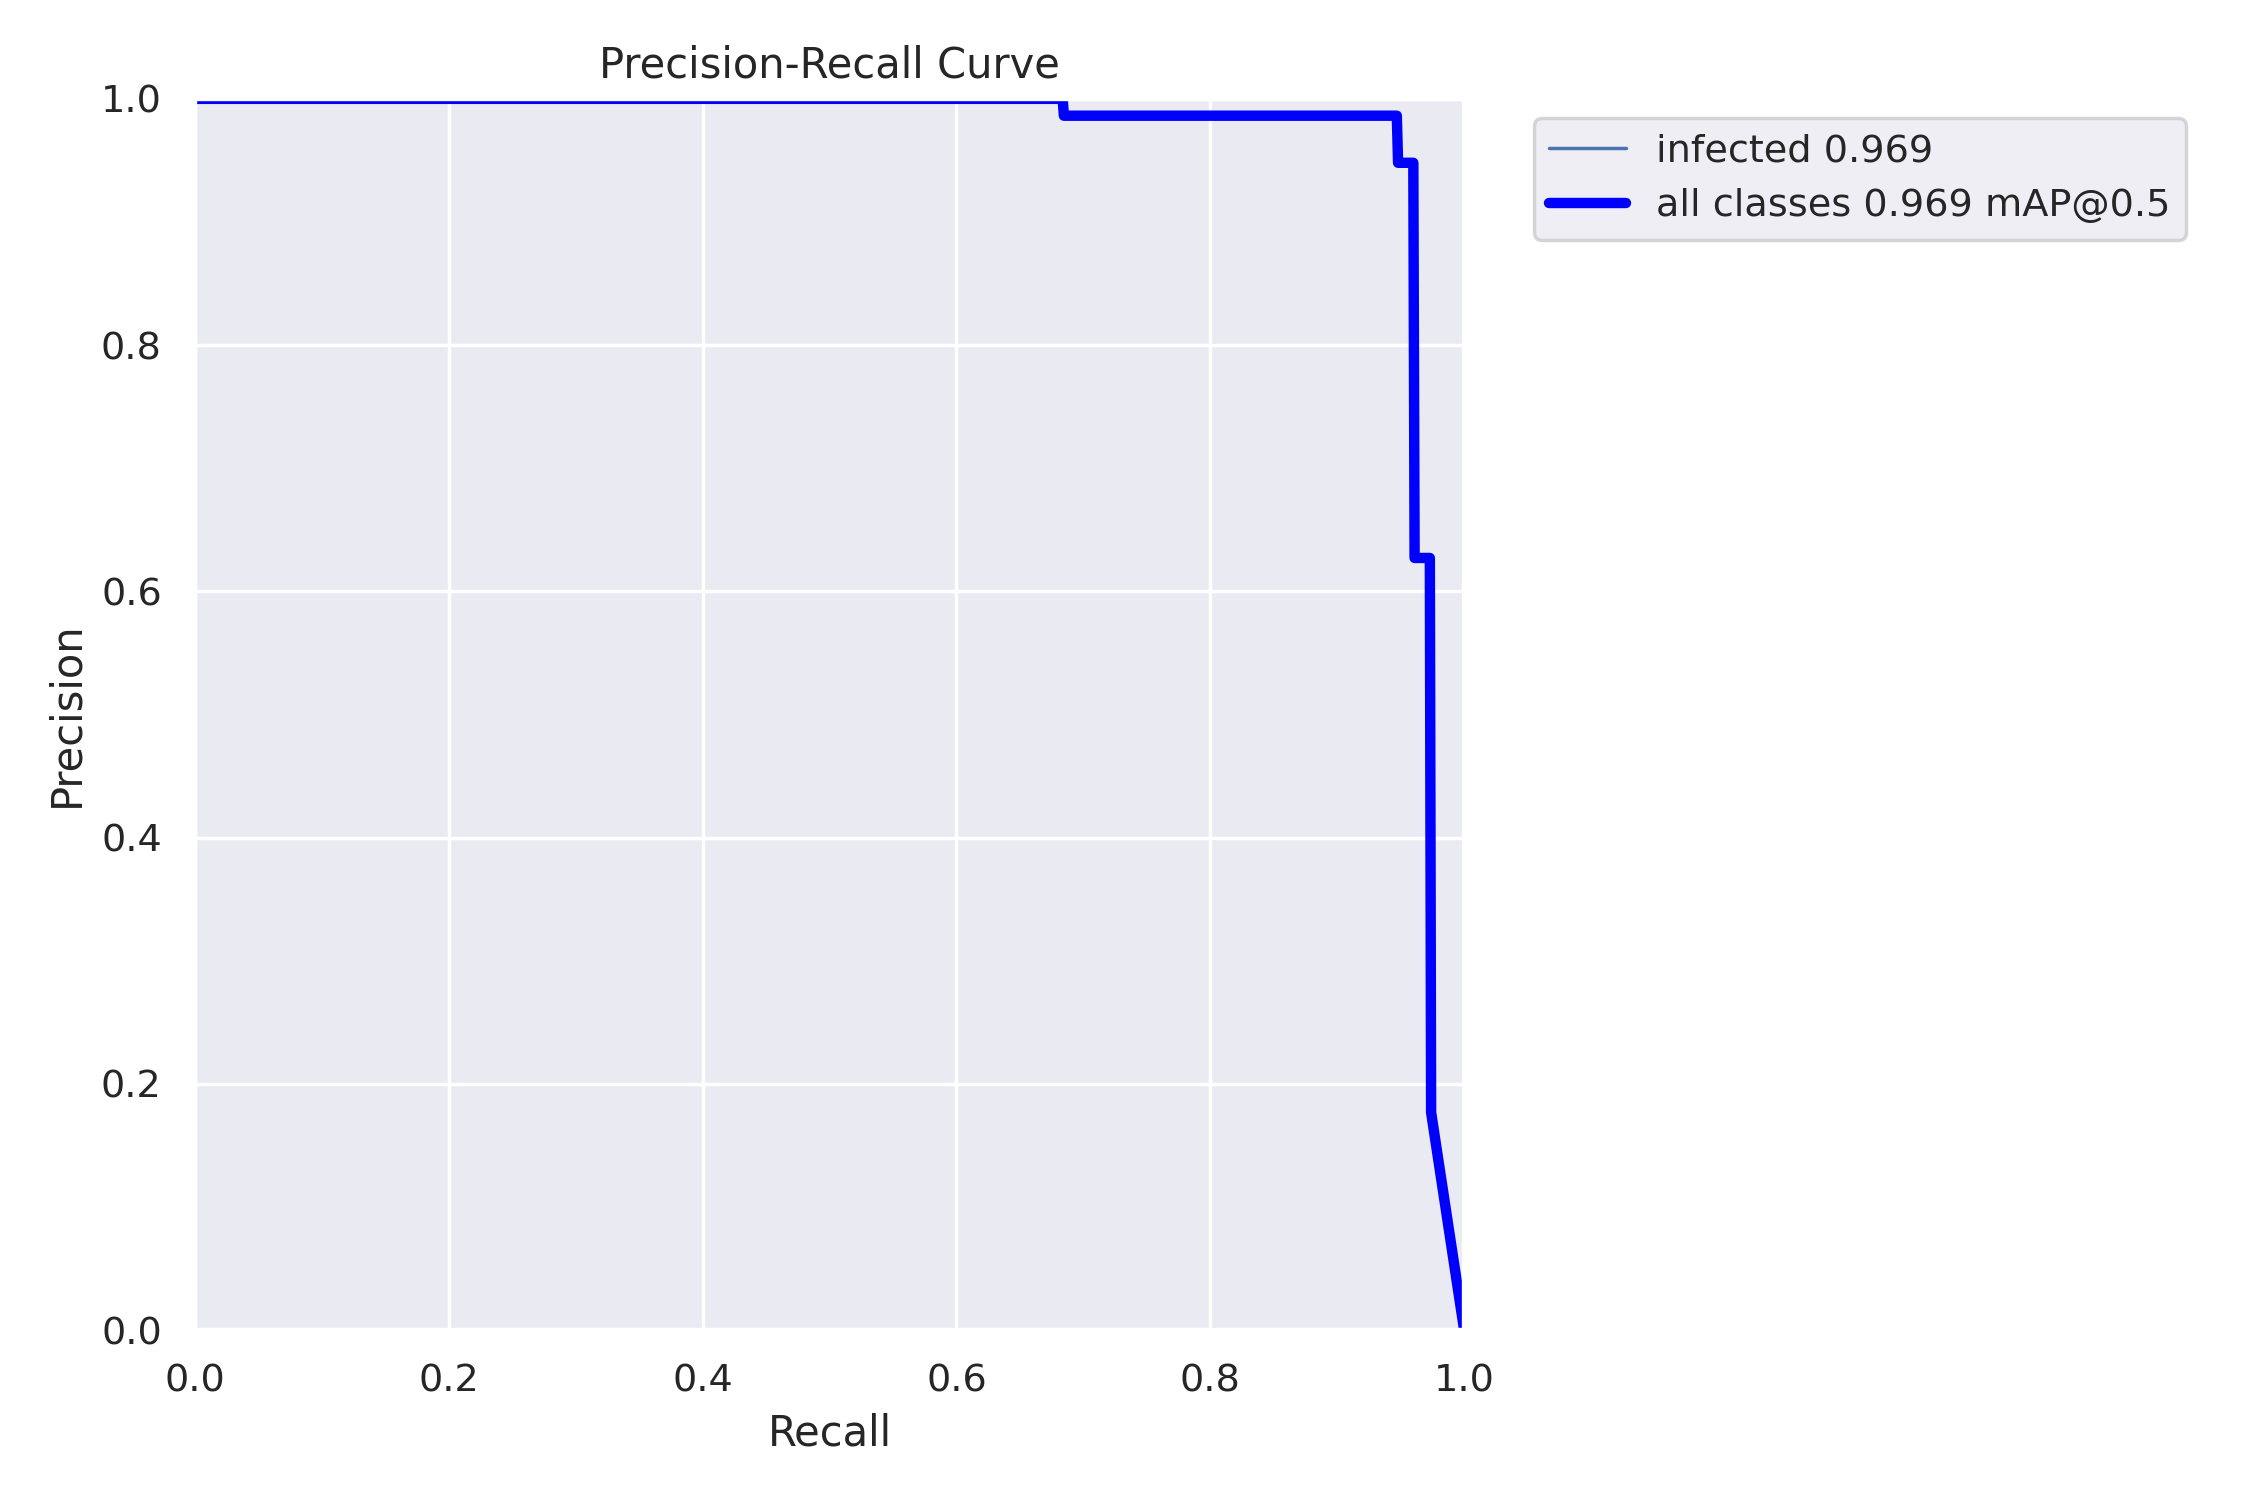 Precision-Recall Curve
1.0
0.8
0.6
0.4
0.2
0.0
Precision
0.0 0.2 0.4 0.6 0.8 1.0
Recall
infected 0.969
all classes 0.969 mAP@0.5